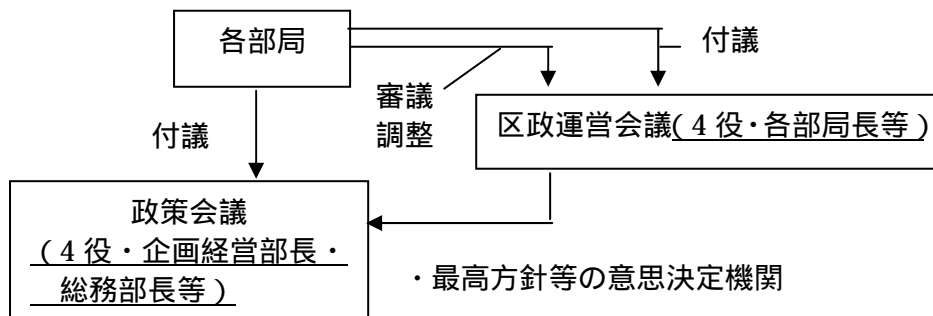 各部局
付議
審議
調整
付議
区政運営会議(４役・各部局長等)
政策会議
(４役・企画経営部長・
総務部長等)
・最高方針等の意思決定機関